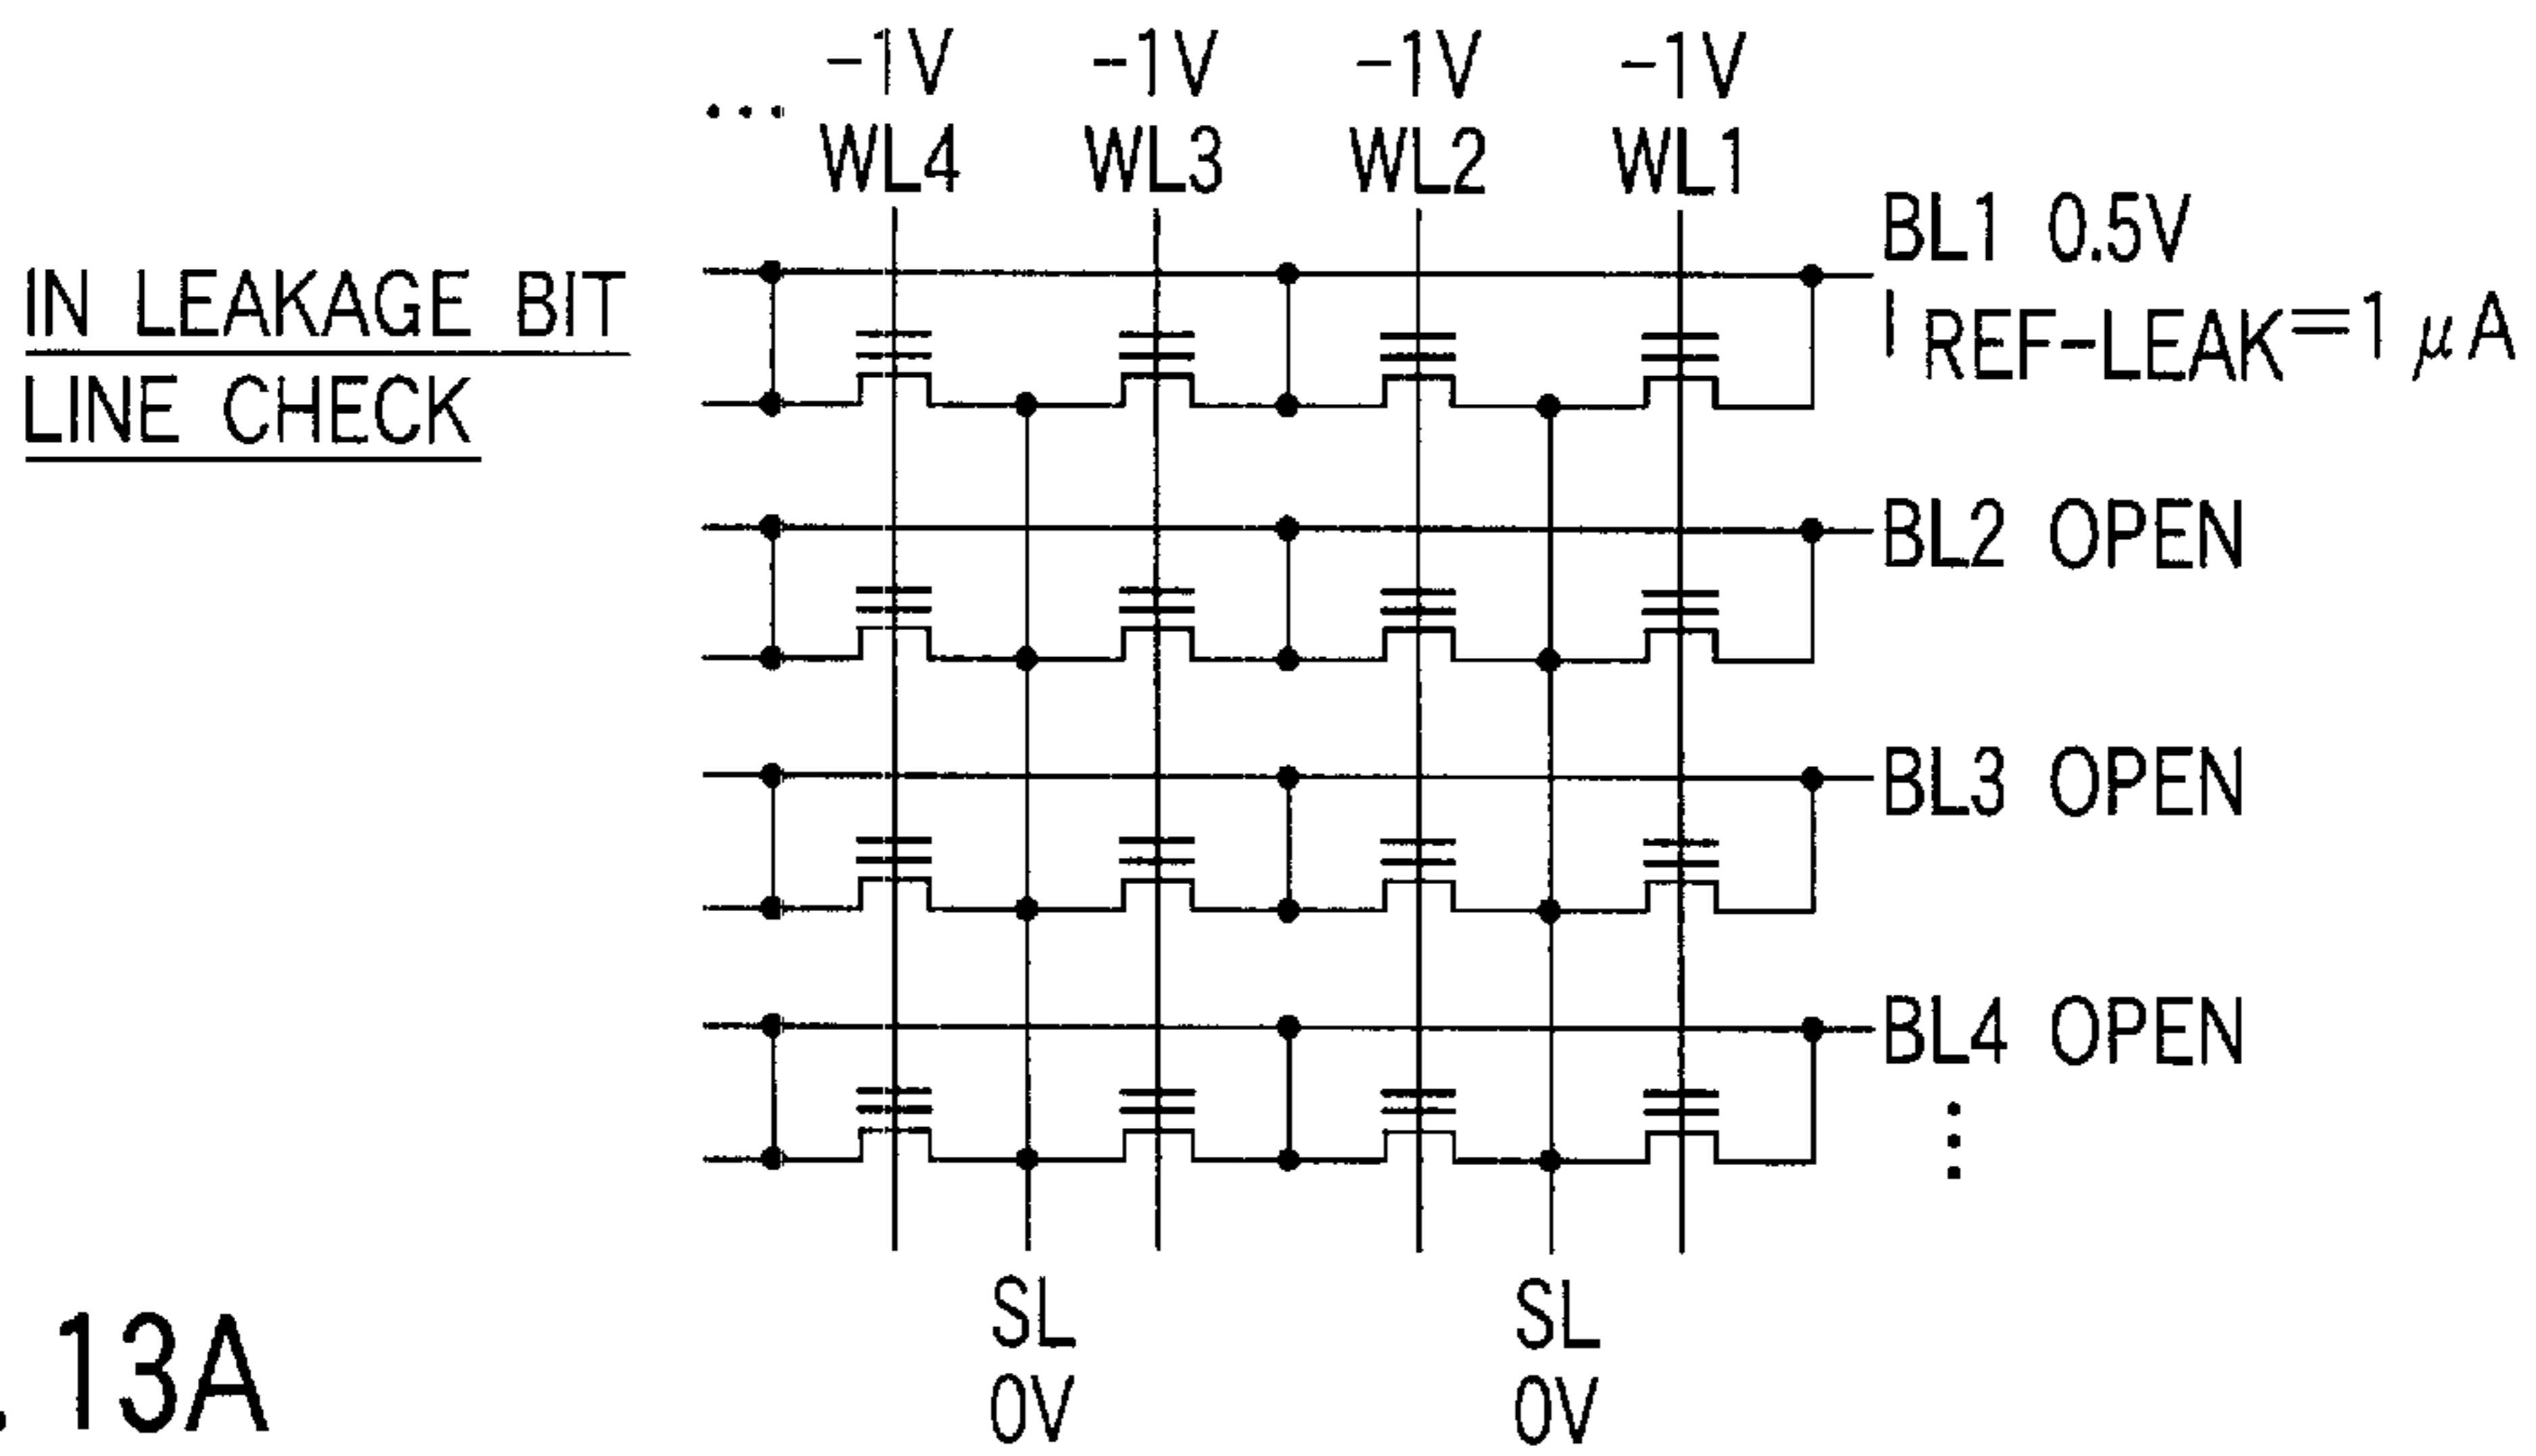 -1V -1V -1V -1V
... WL4 WL3 WL2 WL1
IN LEAKAGE BIT
LINE CHECK
BL1 0.5V
I REF-LEAK=1 μA
BL2 OPEN
BL3 OPEN
BL4 OPEN
SL SL
0V 0V
. 13A